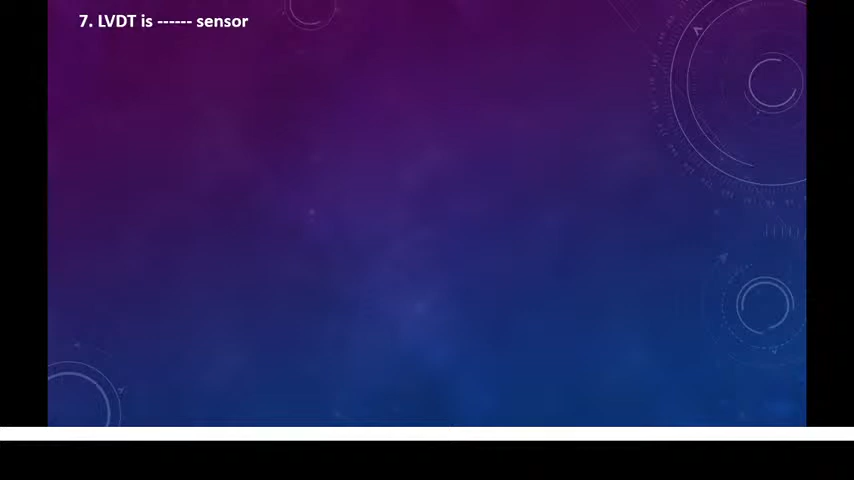 7. LVDT is ------ sensor